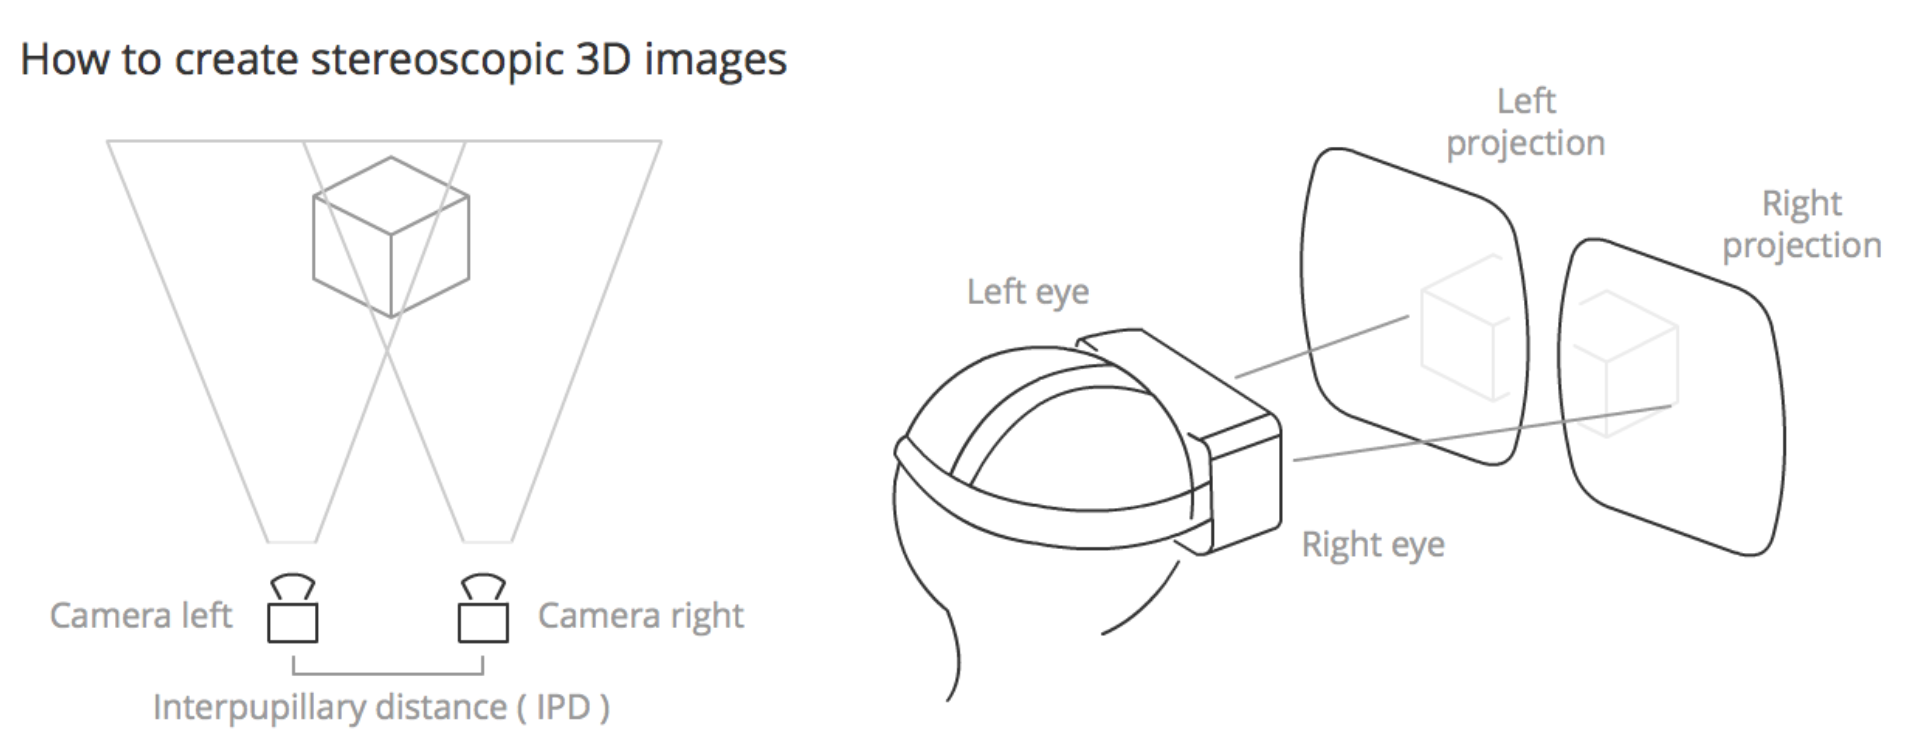 How to create stereoscopic 3D images
Camera left
Camera right
Interpupillary distance ( IPD )
Left eye
Right eye
Left
projection
Right
projection